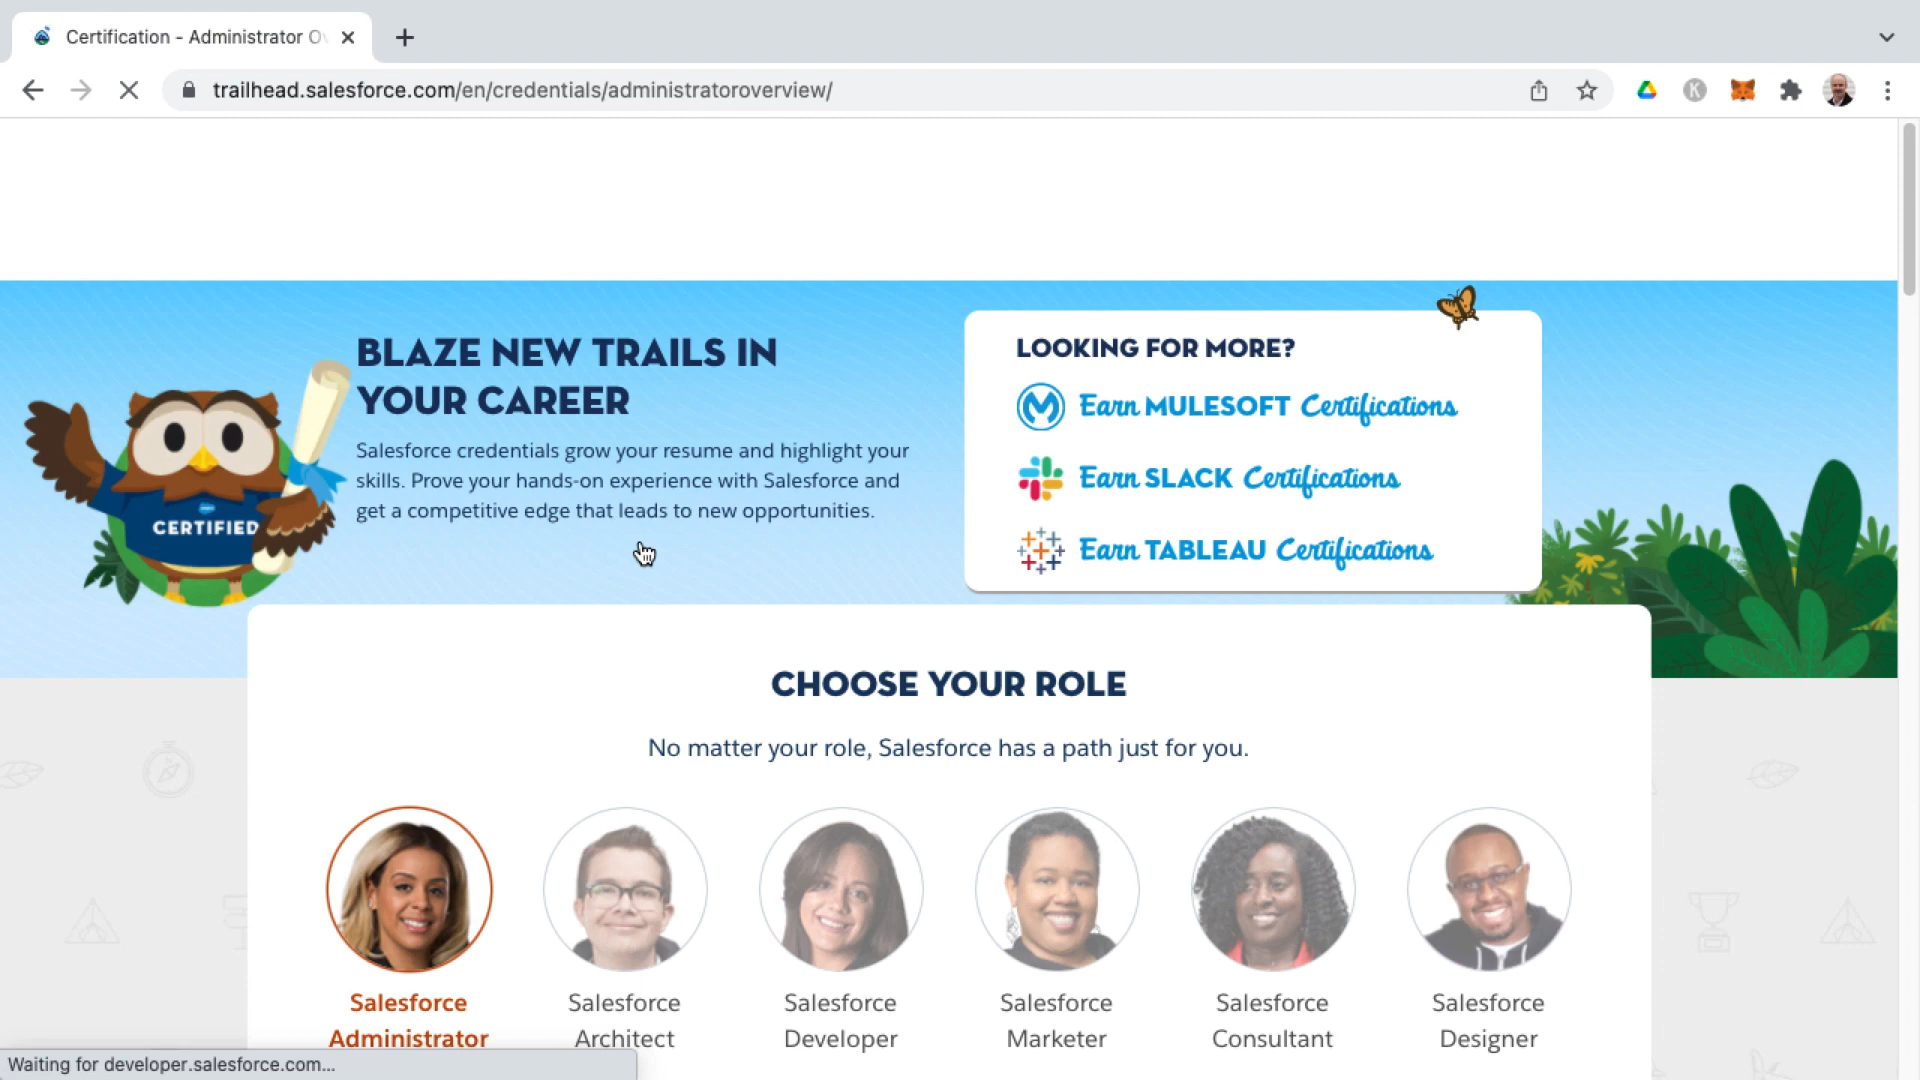 Certification - Administrator O
trailhead.salesforce.com/en/credentials/administratoroverview/
K
BLAZE NEW TRAILS IN
YOUR CAREER
Salesforce credentials grow your resume and highlight your
skills. Prove your hands-on experience with Salesforce and
get a competitive edge that leads to new opportunities.
CERTIFIED
LOOKING FOR MORE?
Earn MULESOFT Certifications
Earn SLACK Certifications
Earn TABLEAU Certifications
CHOOSE YOUR ROLE
No matter your role, Salesforce has a path just for you.
Salesforce
Administrator
Salesforce
Architect
Salesforce
Developer
Salesforce
Marketer
Salesforce
Consultant
Salesforce
Designer
Waiting for developer.salesforce.com...